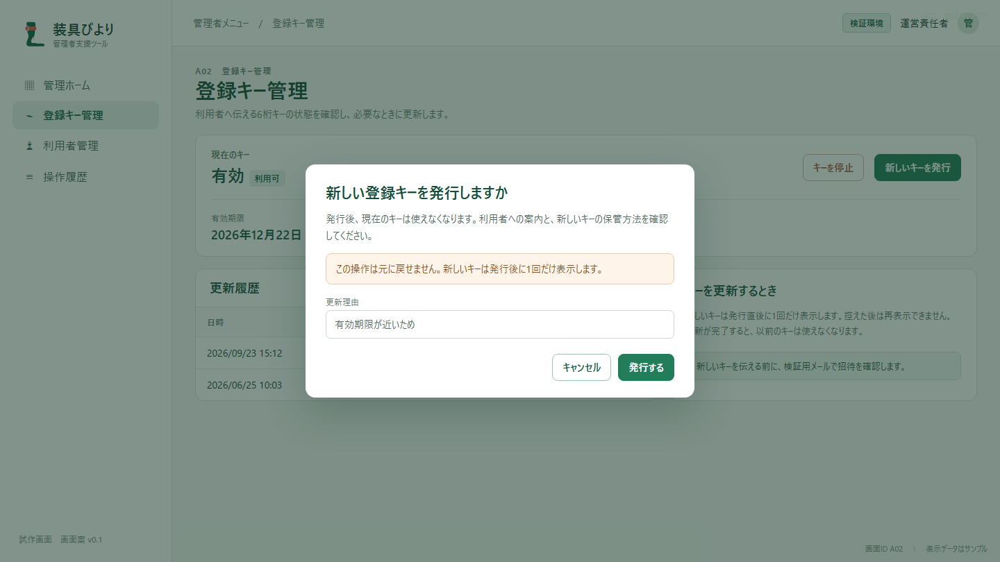 装具びより
管理者支援ツール
管理ホーム
登録キー管理
利用者管理
操作履歴
試作画面 画面案 v0.1
管理者メニュー / 登録キー管理
検証環境
運営責任者
管
A02 登録キー管理
登録キー管理
利用者へ伝える6桁キーの状態を確認し、必要なときに更新します。
現在のキー
有効 利用可
キーを停止
新しいキーを発行
有効期限
2026年12月22日
更新履歴
日時
2026/09/23 15:12
2026/06/25 10:03
新しい登録キーを発行しますか
発行後、現在のキーは使えなくなります。利用者への案内と、新しいキーの保管方法を確認
してください。
この操作は元に戻せません。新しいキーは発行後に1回だけ表示します。
更新理由
有効期限が近いため
キャンセル
発行する
ーを更新するとき
しいキーは発行直後に1回だけ表示します。控えた後は再表示できません。
新が完了すると、以前のキーは使えなくなります。
新しいキーを伝える前に、検証用メールで招待を確認します。
画面ID A02 | 表示データはサンプル